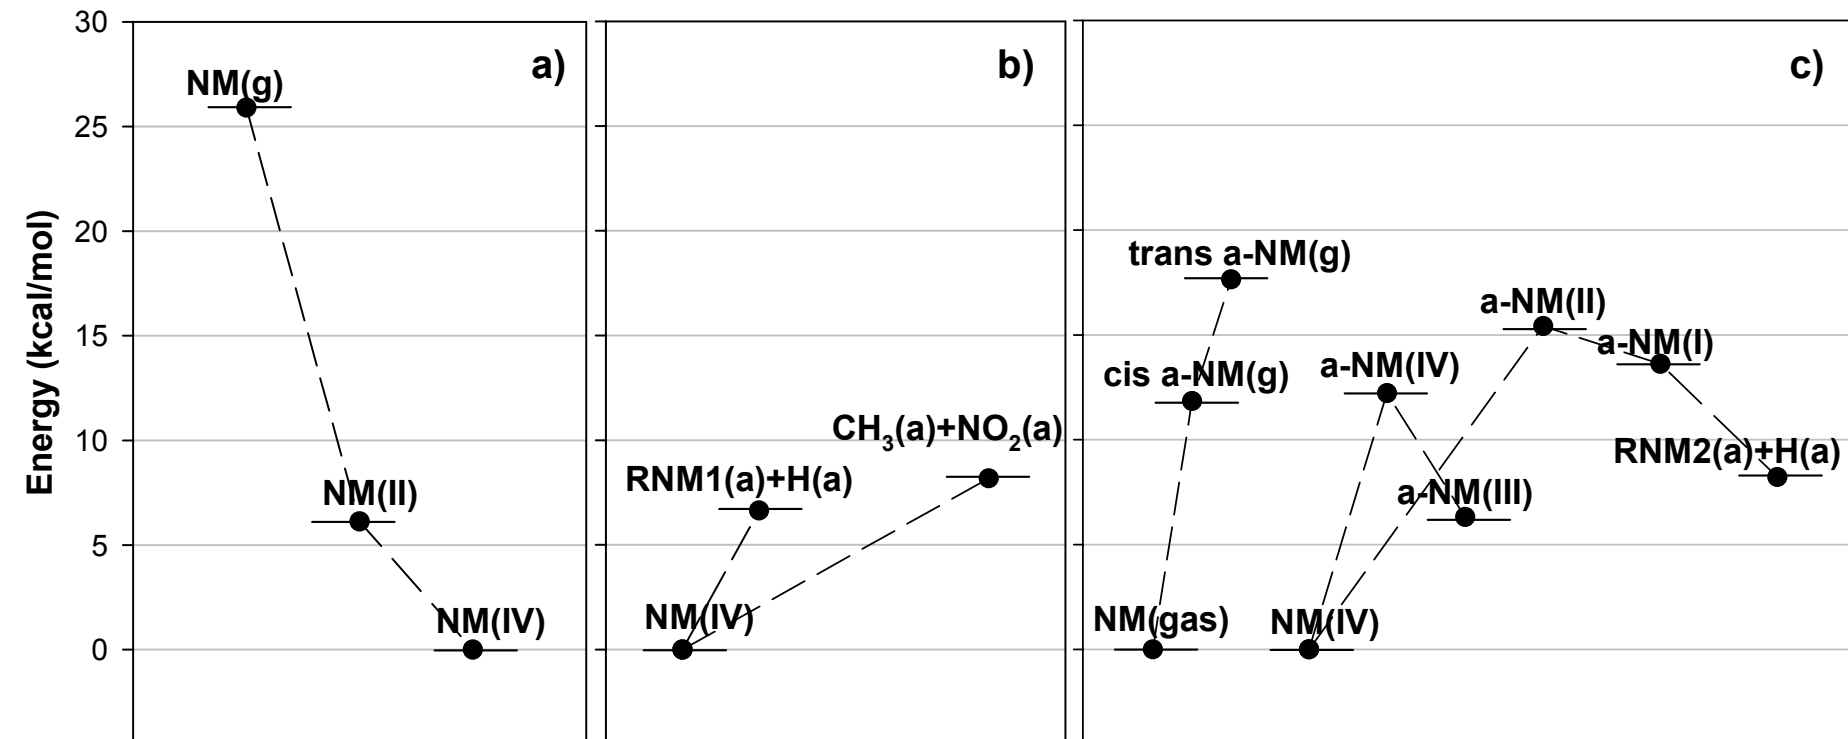 30
25
20
15
10
5
0
Energy (kcal/mol)
a)
NM(g)
NM(II)
NM(IV)
b)
CH3(a)+NO2(a)
RNM1(a)+H(a)
NM(IV)
c)
trans a-NM(g)
cis a-NM(g)
NM(gas)
a-NM(II)
a-NM(I)
a-NM(IV)
RNM2(a)+H(a)
a-NM(III)
NM(IV)